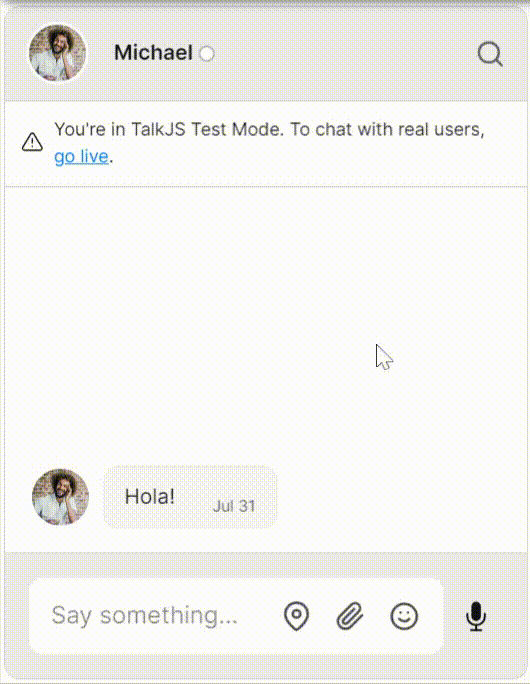 Michael
You're in TalkJS Test Mode. To chat with real users,
go live.
Hola!
Jul 31
Say something...